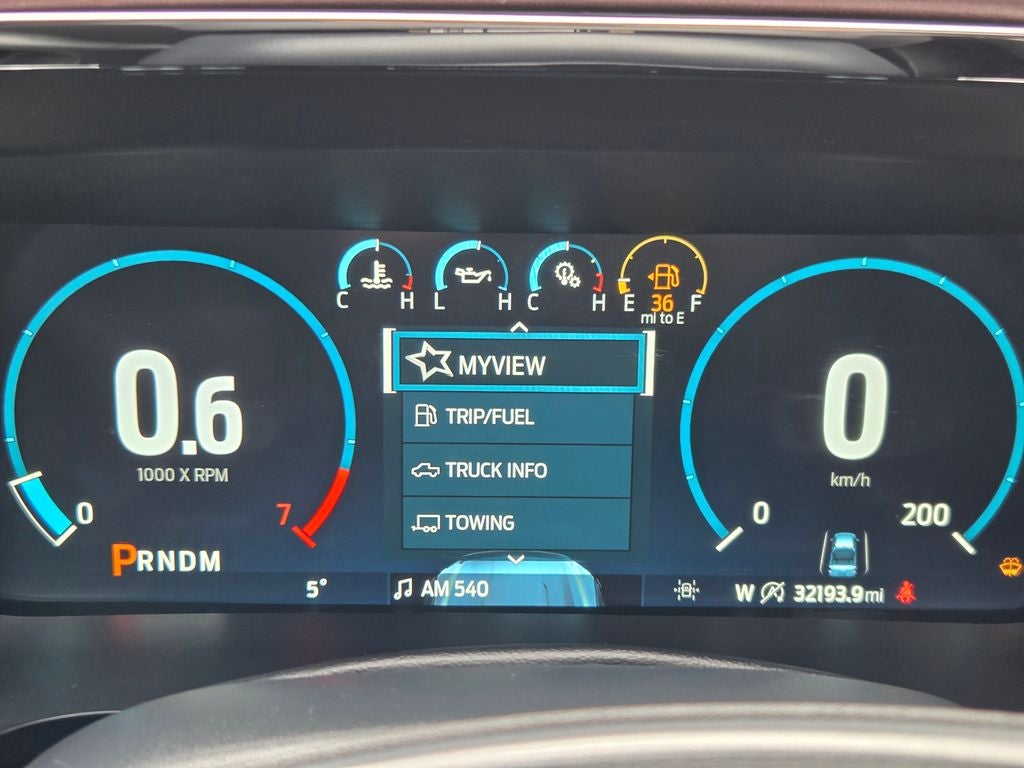 C H
L H
C H
E 36 F
mi to E
MYVIEW
TRIP/FUEL
TRUCK INFO
TOWING
0.6
1000 X RPM
0 7
PRNDM
0
km/h
0 200
5°
AM 540
W 32193.9mi